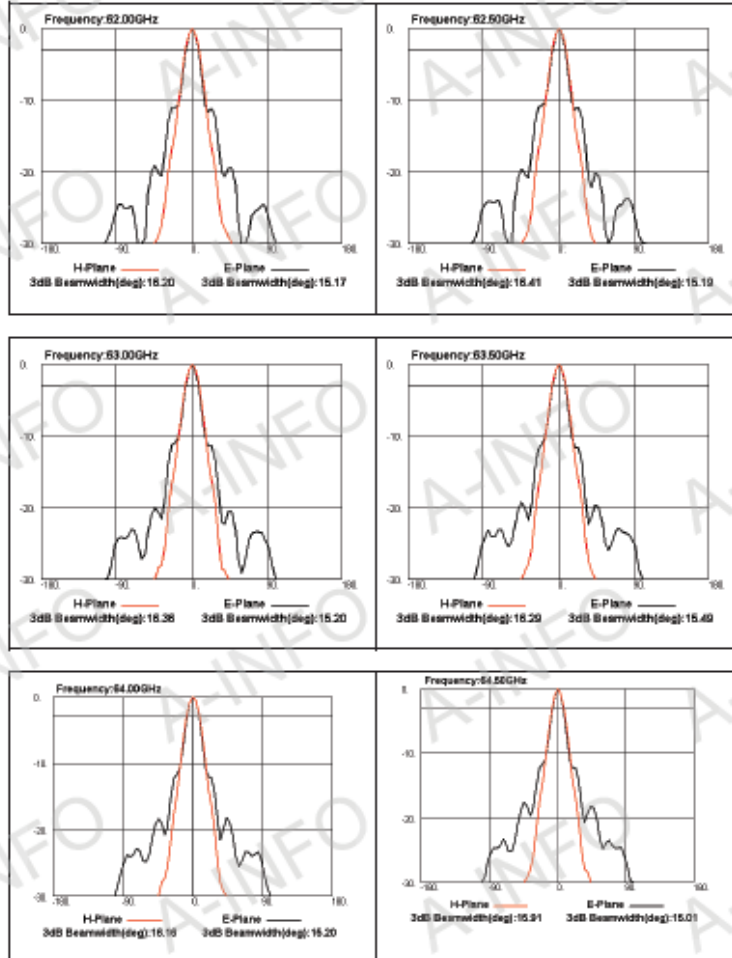 Frequency:62.00GHz
0.
-10.
-20.
-30.
-180. -90. 0. 90. 180.
H-Plane E-Plane
3dB Beamwidth(deg):16.20 3dB Beamwidth(deg):15.17
Frequency:62.50GHz
0.
-10.
-20.
-30.
-180. -90. 0. 90. 180.
H-Plane E-Plane
3dB Beamwidth(deg):16.41 3dB Beamwidth(deg):15.19
Frequency:63.00GHz
0.
-10.
-20.
-30.
-180. -90. 0. 90. 180.
H-Plane E-Plane
3dB Beamwidth(deg):16.36 3dB Beamwidth(deg):15.20
Frequency:63.50GHz
0.
-10.
-20.
-30.
-180. -90. 0. 90. 180.
H-Plane E-Plane
3dB Beamwidth(deg):16.29 3dB Beamwidth(deg):15.49
Frequency:64.00GHz
0.
-10.
-20.
-30.
-180. -90. 0. 90. 180.
H-Plane E-Plane
3dB Beamwidth(deg):16.16 3dB Beamwidth(deg):15.20
Frequency:64.50GHz
0.
-10.
-20.
-30.
-180. -90. 0. 90. 180.
H-Plane E-Plane
3dB Beamwidth(deg):15.91 3dB Beamwidth(deg):15.01
A-INFO